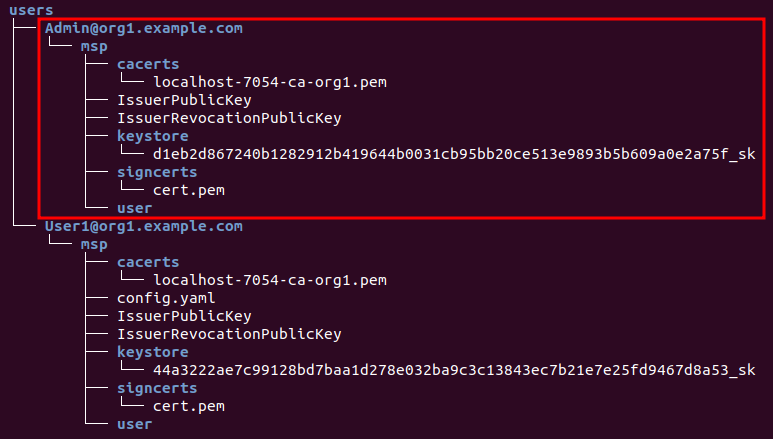 users
Admin@org1.example.com
msp
cacerts
localhost-7054-ca-org1.pem
IssuerPublicKey
IssuerRevocationPublicKey
keystore
d1eb2d867240b1282912b419644b0031cb95bb20ce513e9893b5b609a0e2a75f_sk
signcerts
cert.pem
user
User1@org1.example.com
msp
cacerts
localhost-7054-ca-org1.pem
config.yaml
IssuerPublicKey
IssuerRevocationPublicKey
keystore
44a3222ae7c99128bd7baa1d278e032ba9c3c13843ec7b21e7e25fd9467d8a53_sk
signcerts
cert.pem
user